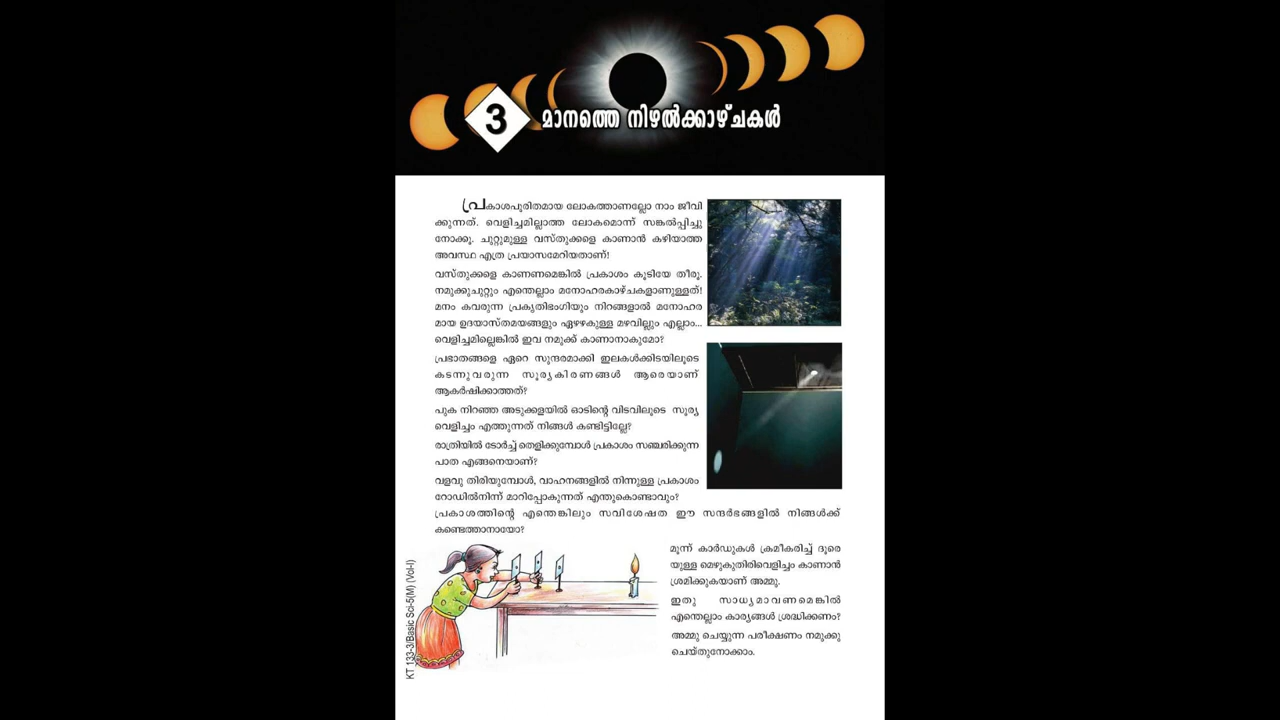 3 മാനത്തെ നിഴൽക്കാഴ്ചകൾ
പ്രകാശപൂരിതമായ ലോകത്താണല്ലോ നാം ജീവി
ക്കുന്നത്. വെളിച്ചമില്ലാത്ത ലോകമൊന്ന് സങ്കൽപ്പിച്ചു
നോക്കൂ. ചുറ്റുമുള്ള വസ്തുക്കളെ കാണാൻ കഴിയാത്ത
അവസ്ഥ എത്ര പ്രയാസമേറിയതാണ്!
വസ്തുക്കളെ കാണണമെങ്കിൽ പ്രകാശം കൂടിയേ തീരൂ.
നമുക്കുചുറ്റും എന്തെല്ലാം മനോഹരകാഴ്ചകളാണുള്ളത്!
മനം കവരുന്ന പ്രകൃതിഭംഗിയും നിറങ്ങളാൽ മനോഹര
മായ ഉദയാസ്തമയങ്ങളും ഏഴഴകുള്ള മഴവില്ലും എല്ലാം...
വെളിച്ചമില്ലെങ്കിൽ ഇവ നമുക്ക് കാണാനാകുമോ?
പ്രഭാതങ്ങളെ ഏറെ സുന്ദരമാക്കി ഇലകൾക്കിടയിലൂടെ
കടന്നുവരുന്ന സൂര്യകിരണങ്ങൾ ആരെയാണ്
ആകർഷിക്കാത്തത്?
പുക നിറഞ്ഞ അടുക്കളയിൽ ഓടിന്റെ വിടവിലൂടെ സൂര്യ
വെളിച്ചം എത്തുന്നത് നിങ്ങൾ കണ്ടിട്ടില്ലേ?
രാത്രിയിൽ ടോർച്ച് തെളിക്കുമ്പോൾ പ്രകാശം സഞ്ചരിക്കുന്ന
പാത എങ്ങനെയാണ്?
വളവു തിരിയുമ്പോൾ, വാഹനങ്ങളിൽ നിന്നുള്ള പ്രകാശം
റോഡിൽനിന്ന് മാറിപ്പോകുന്നത് എന്തുകൊണ്ടാവും?
പ്രകാശത്തിന്റെ എന്തെങ്കിലും സവിശേഷത ഈ സന്ദർഭങ്ങളിൽ നിങ്ങൾക്ക്
കണ്ടെത്താനായോ?
മൂന്ന് കാർഡുകൾ ക്രമീകരിച്ച് ദൂരെ
യുള്ള മെഴുകുതിരിവെളിച്ചം കാണാൻ
ശ്രമിക്കുകയാണ് അമ്മു.
ഇതു സാധ്യമാവണമെങ്കിൽ
എന്തെല്ലാം കാര്യങ്ങൾ ശ്രദ്ധിക്കണം?
അമ്മു ചെയ്യുന്ന പരീക്ഷണം നമുക്കു
ചെയ്തുനോക്കാം.
KT 133-3/Basic Sci-5(M) (Vol-I)